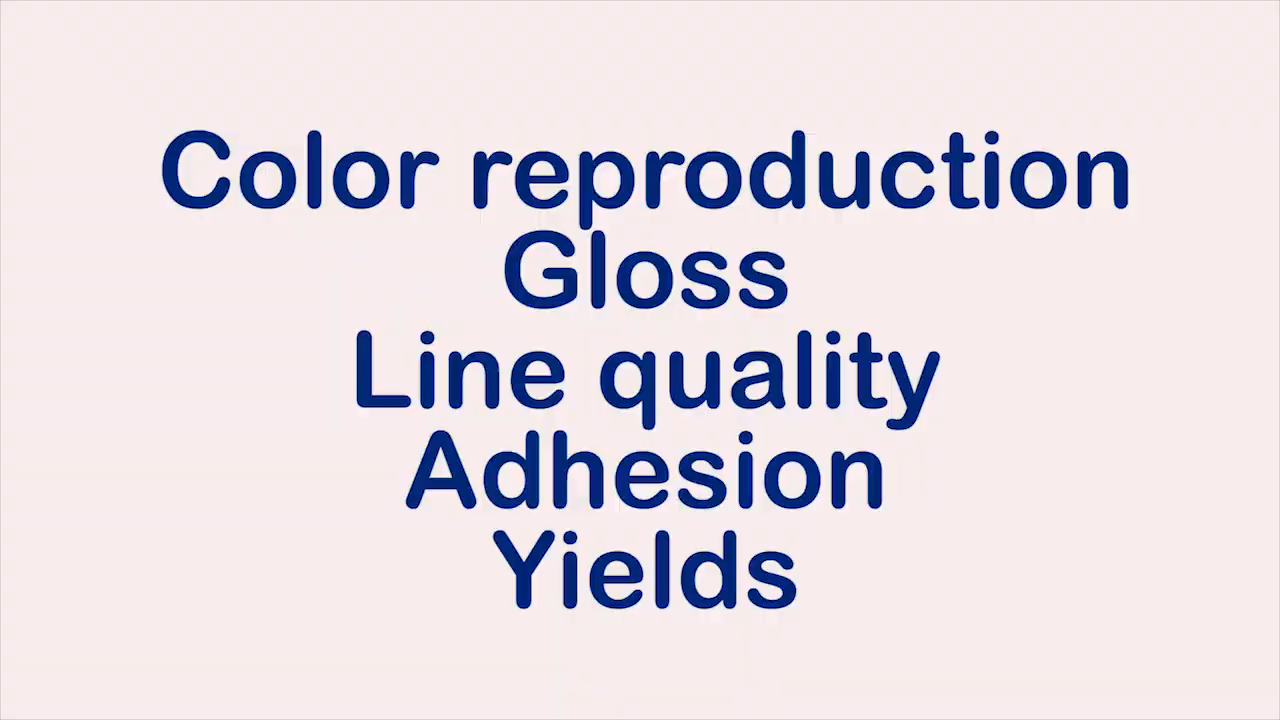 Color reproduction
Gloss
Line quality
Adhesion
Yields